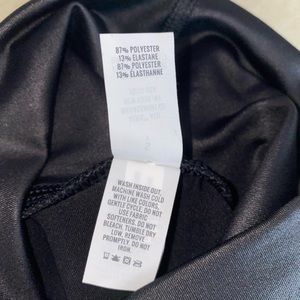 87% POLYESTER
13% ELASTANE
87% POLYESTER
13% ELASTHANNE
WASH INSIDE OUT.
MACHINE WASH COLD
WITH LIKE COLORS,
GENTLE CYCLE. DO NOT
USE FABRIC
SOFTENERS. DO NOT
BLEACH. TUMBLE DRY
LOW. REMOVE
PROMPTLY. DO NOT
IRON.